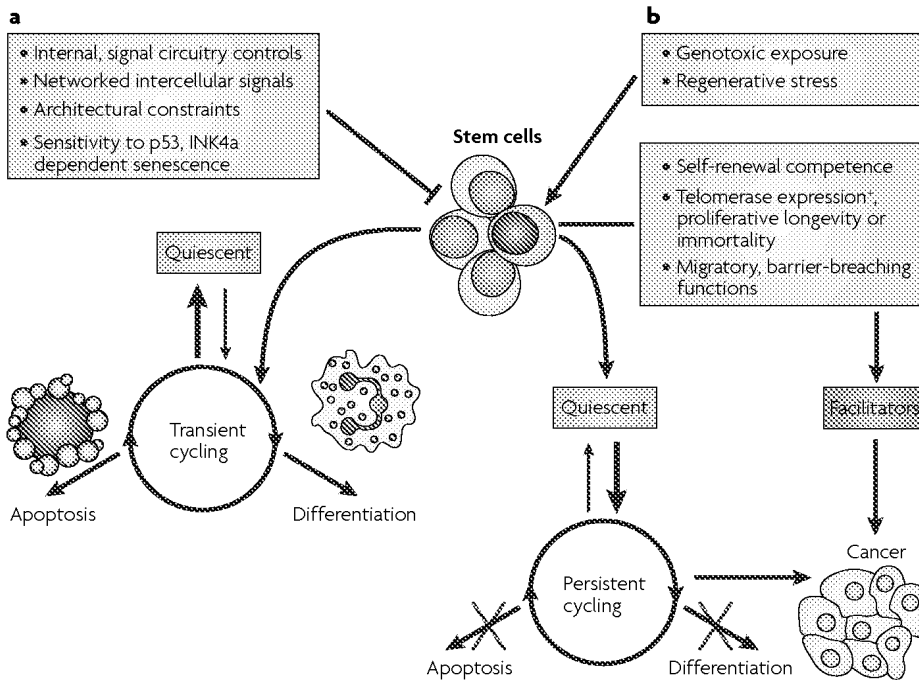 a
• Internal, signal circuitry controls
• Networked intercellular signals
• Architectural constraints
• Sensitivity to p53, INK4a
dependent senescence
b
• Genotoxic exposure
• Regenerative stress
Stem cells
• Self-renewal competence
• Telomerase expression⁺,
proliferative longevity or
immortality
• Migratory, barrier-breaching
functions
Quiescent
Transient
cycling
Apoptosis
Differentiation
Quiescent
Facilitators
Persistent
cycling
Apoptosis
Differentiation
Cancer